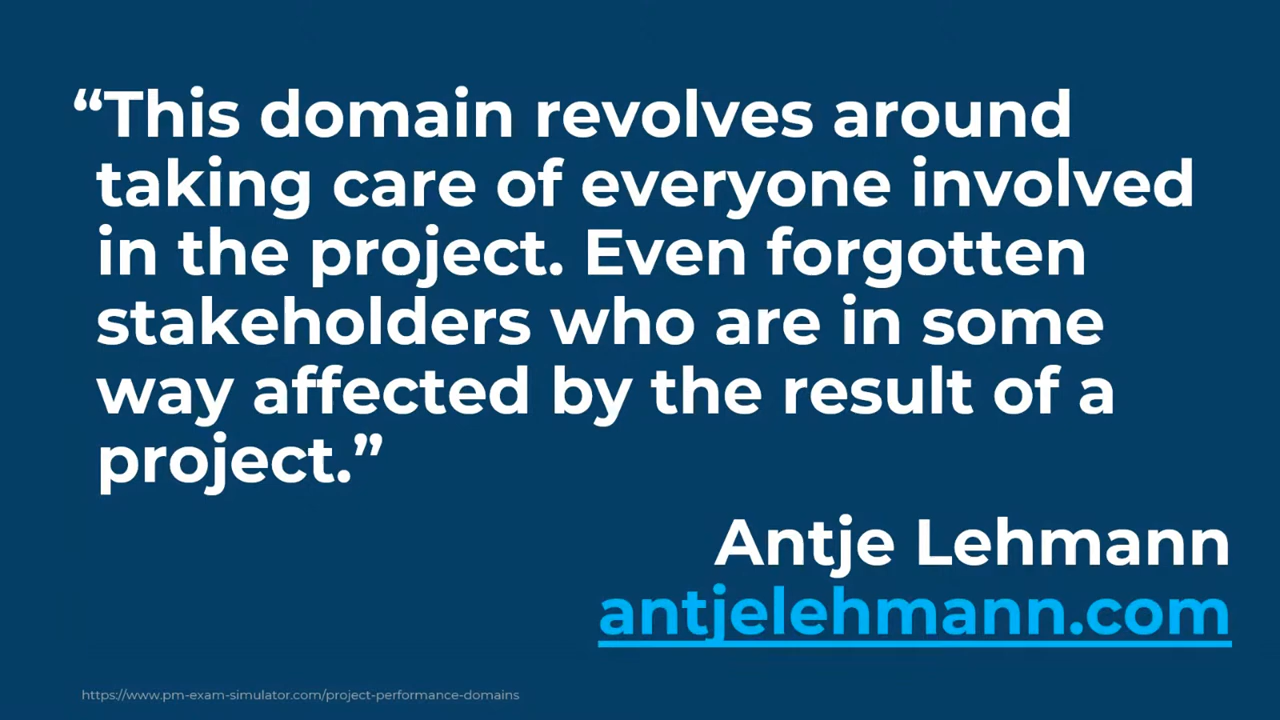 “This domain revolves around
taking care of everyone involved
in the project. Even forgotten
stakeholders who are in some
way affected by the result of a
project.”
Antje Lehmann
antjelehmann.com
https://www.pm-exam-simulator.com/project-performance-domains